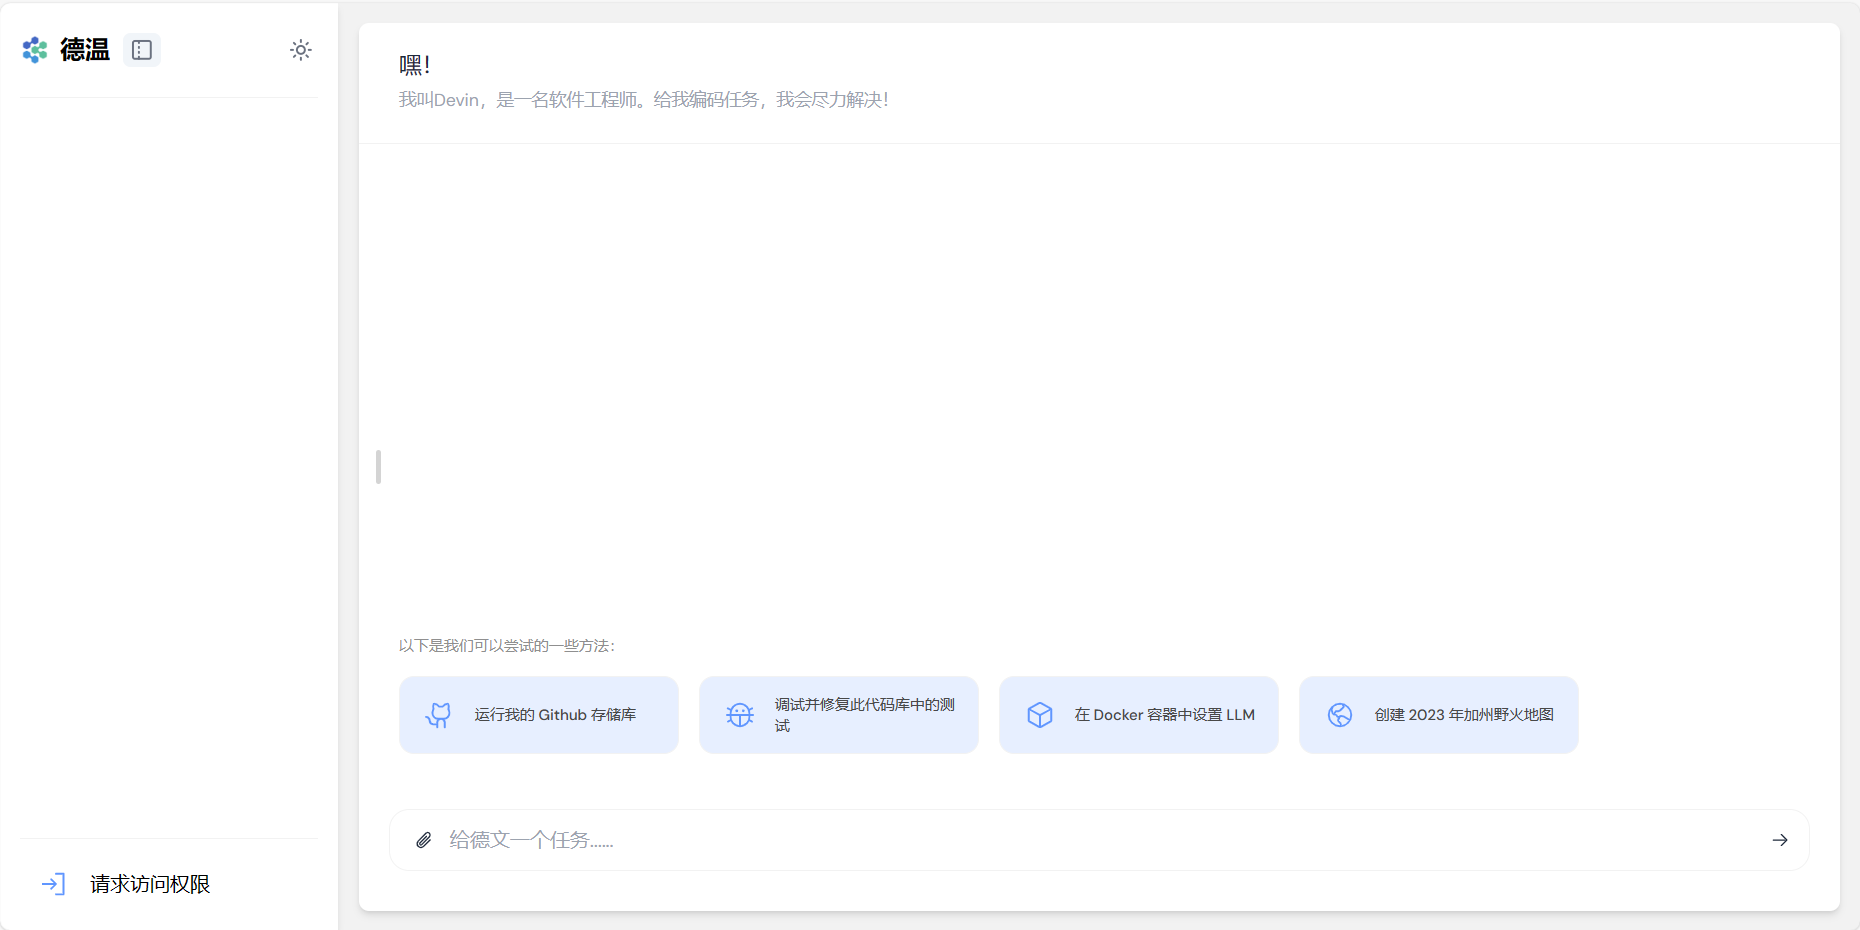 德温
嘿！
我叫Devin，是一名软件工程师。给我编码任务，我会尽力解决！
以下是我们可以尝试的一些方法：
运行我的 Github 存储库
调试并修复此代码库中的测
试
在 Docker 容器中设置 LLM
创建 2023 年加州野火地图
给德文一个任务......
请求访问权限